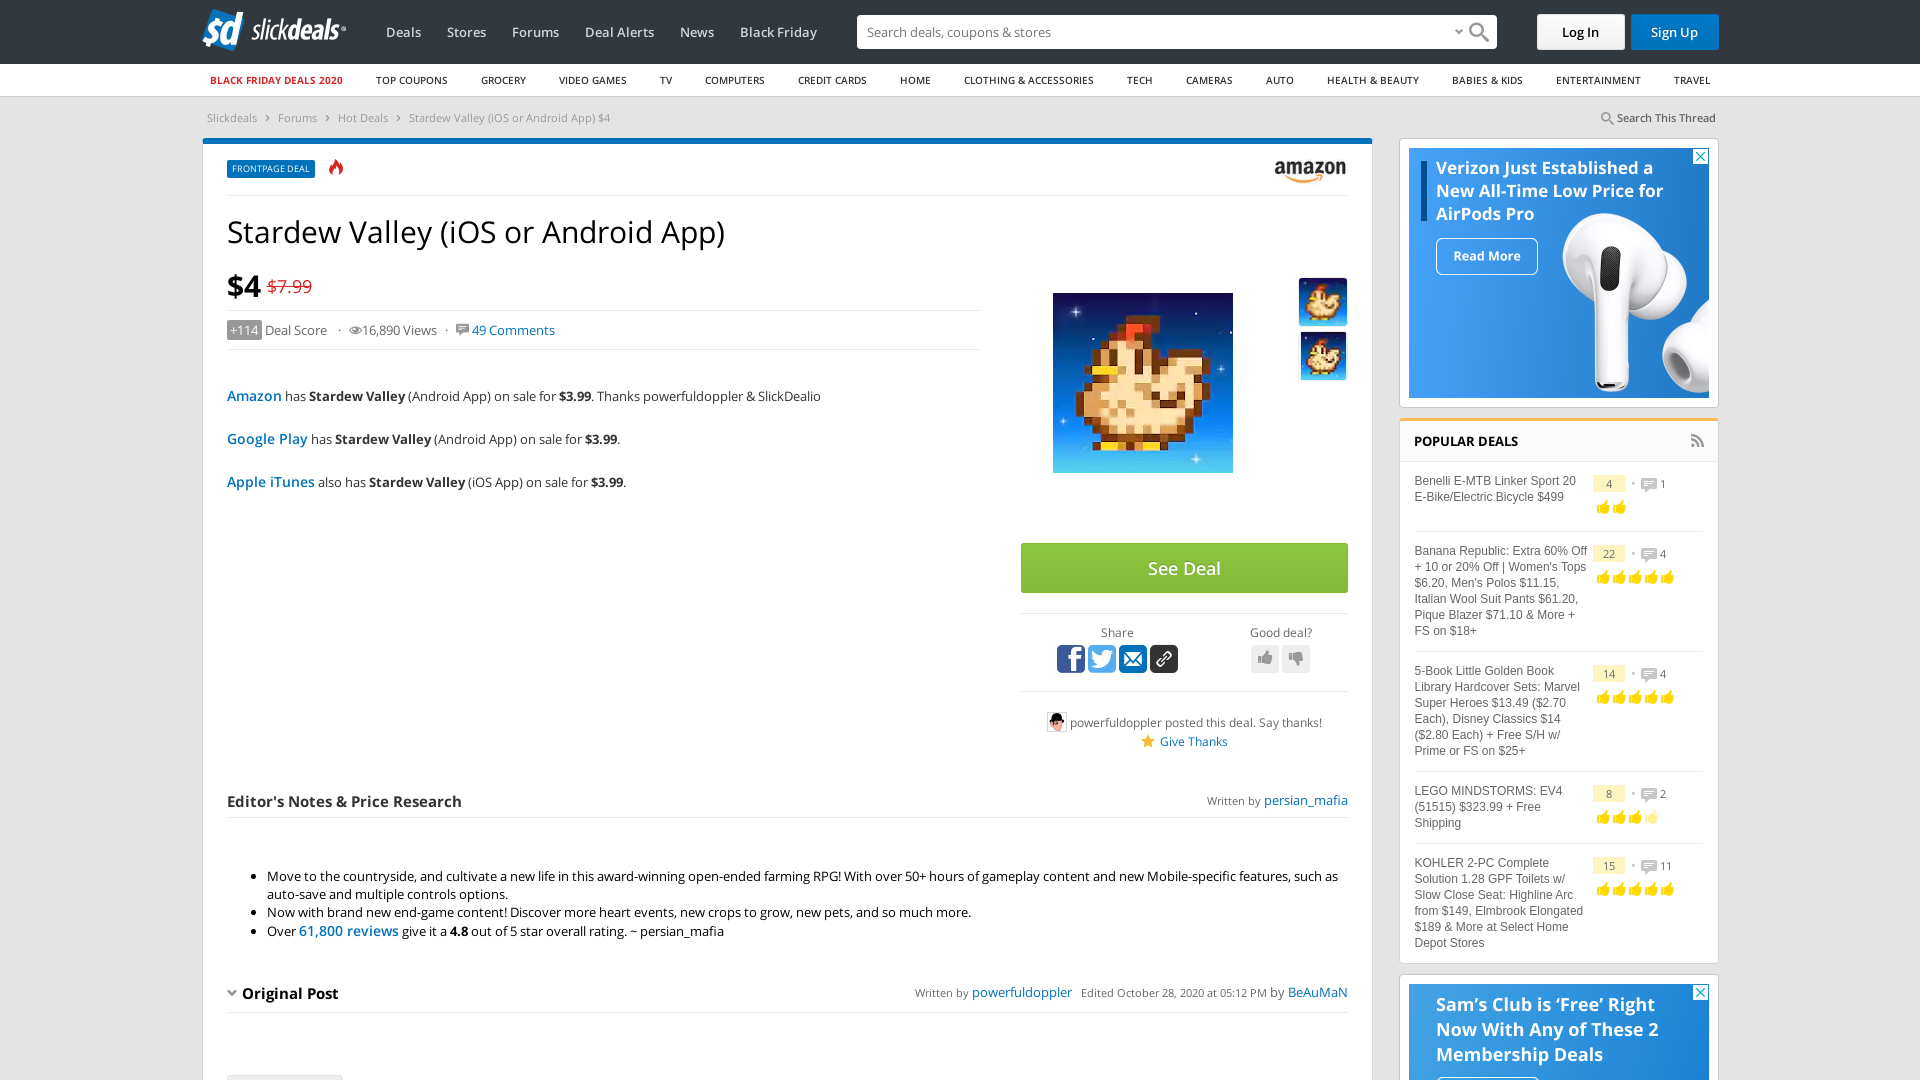 sd slickdeals
Deals
Stores
Forums
Deal Alerts
News
Black Friday
Search deals, coupons & stores
Log In
Sign Up
BLACK FRIDAY DEALS 2020
TOP COUPONS
GROCERY
VIDEO GAMES
TV
COMPUTERS
CREDIT CARDS
HOME
CLOTHING & ACCESSORIES
TECH
CAMERAS
AUTO
HEALTH & BEAUTY
BABIES & KIDS
ENTERTAINMENT
TRAVEL
Slickdeals › Forums › Hot Deals › Stardew Valley (iOS or Android App) $4
Search This Thread
FRONTPAGE DEAL
amazon
Stardew Valley (iOS or Android App)
$4 $7.99
+114 Deal Score · 16,890 Views · 49 Comments
Amazon has Stardew Valley (Android App) on sale for $3.99. Thanks powerfuldoppler & SlickDealio
Google Play has Stardew Valley (Android App) on sale for $3.99.
Apple iTunes also has Stardew Valley (iOS App) on sale for $3.99.
See Deal
Share
Good deal?
powerfuldoppler posted this deal. Say thanks!
Give Thanks
Editor's Notes & Price Research
Written by persian_mafia
• Move to the countryside, and cultivate a new life in this award-winning open-ended farming RPG! With over 50+ hours of gameplay content and new Mobile-specific features, such as
auto-save and multiple controls options.
• Now with brand new end-game content! Discover more heart events, new crops to grow, new pets, and so much more.
• Over 61,800 reviews give it a 4.8 out of 5 star overall rating. ~ persian_mafia
Original Post
Written by powerfuldoppler Edited October 28, 2020 at 05:12 PM by BeAuMaN
Verizon Just Established a
New All-Time Low Price for
AirPods Pro
Read More
POPULAR DEALS
Benelli E-MTB Linker Sport 20
E-Bike/Electric Bicycle $499
4 • 1
Banana Republic: Extra 60% Off
+ 10 or 20% Off | Women's Tops
$6.20, Men's Polos $11.15,
Italian Wool Suit Pants $61.20,
Pique Blazer $71.10 & More +
FS on $18+
22 • 4
5-Book Little Golden Book
Library Hardcover Sets: Marvel
Super Heroes $13.49 ($2.70
Each), Disney Classics $14
($2.80 Each) + Free S/H w/
Prime or FS on $25+
14 • 4
LEGO MINDSTORMS: EV4
(51515) $323.99 + Free
Shipping
8 • 2
KOHLER 2-PC Complete
Solution 1.28 GPF Toilets w/
Slow Close Seat: Highline Arc
from $149, Elmbrook Elongated
$189 & More at Select Home
Depot Stores
15 • 11
Sam's Club is 'Free' Right
Now With Any of These 2
Membership Deals